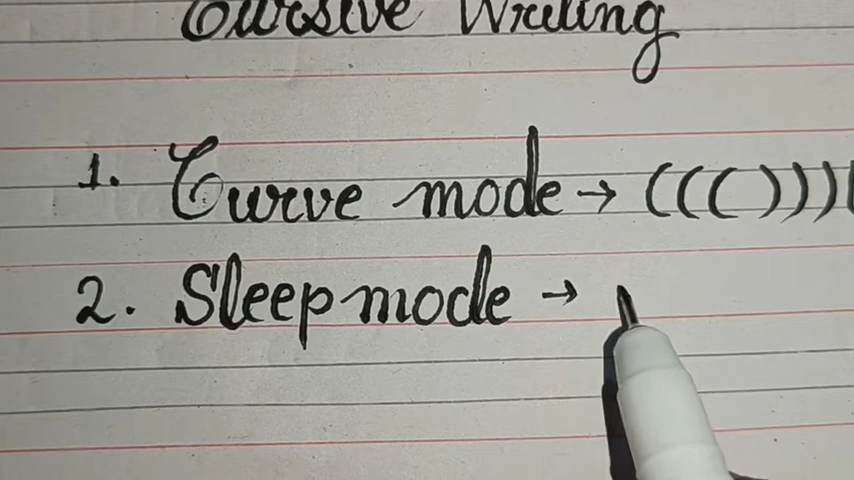 Cursive Writing
1. Curve mode → ((()))(
2. Sleep mode →